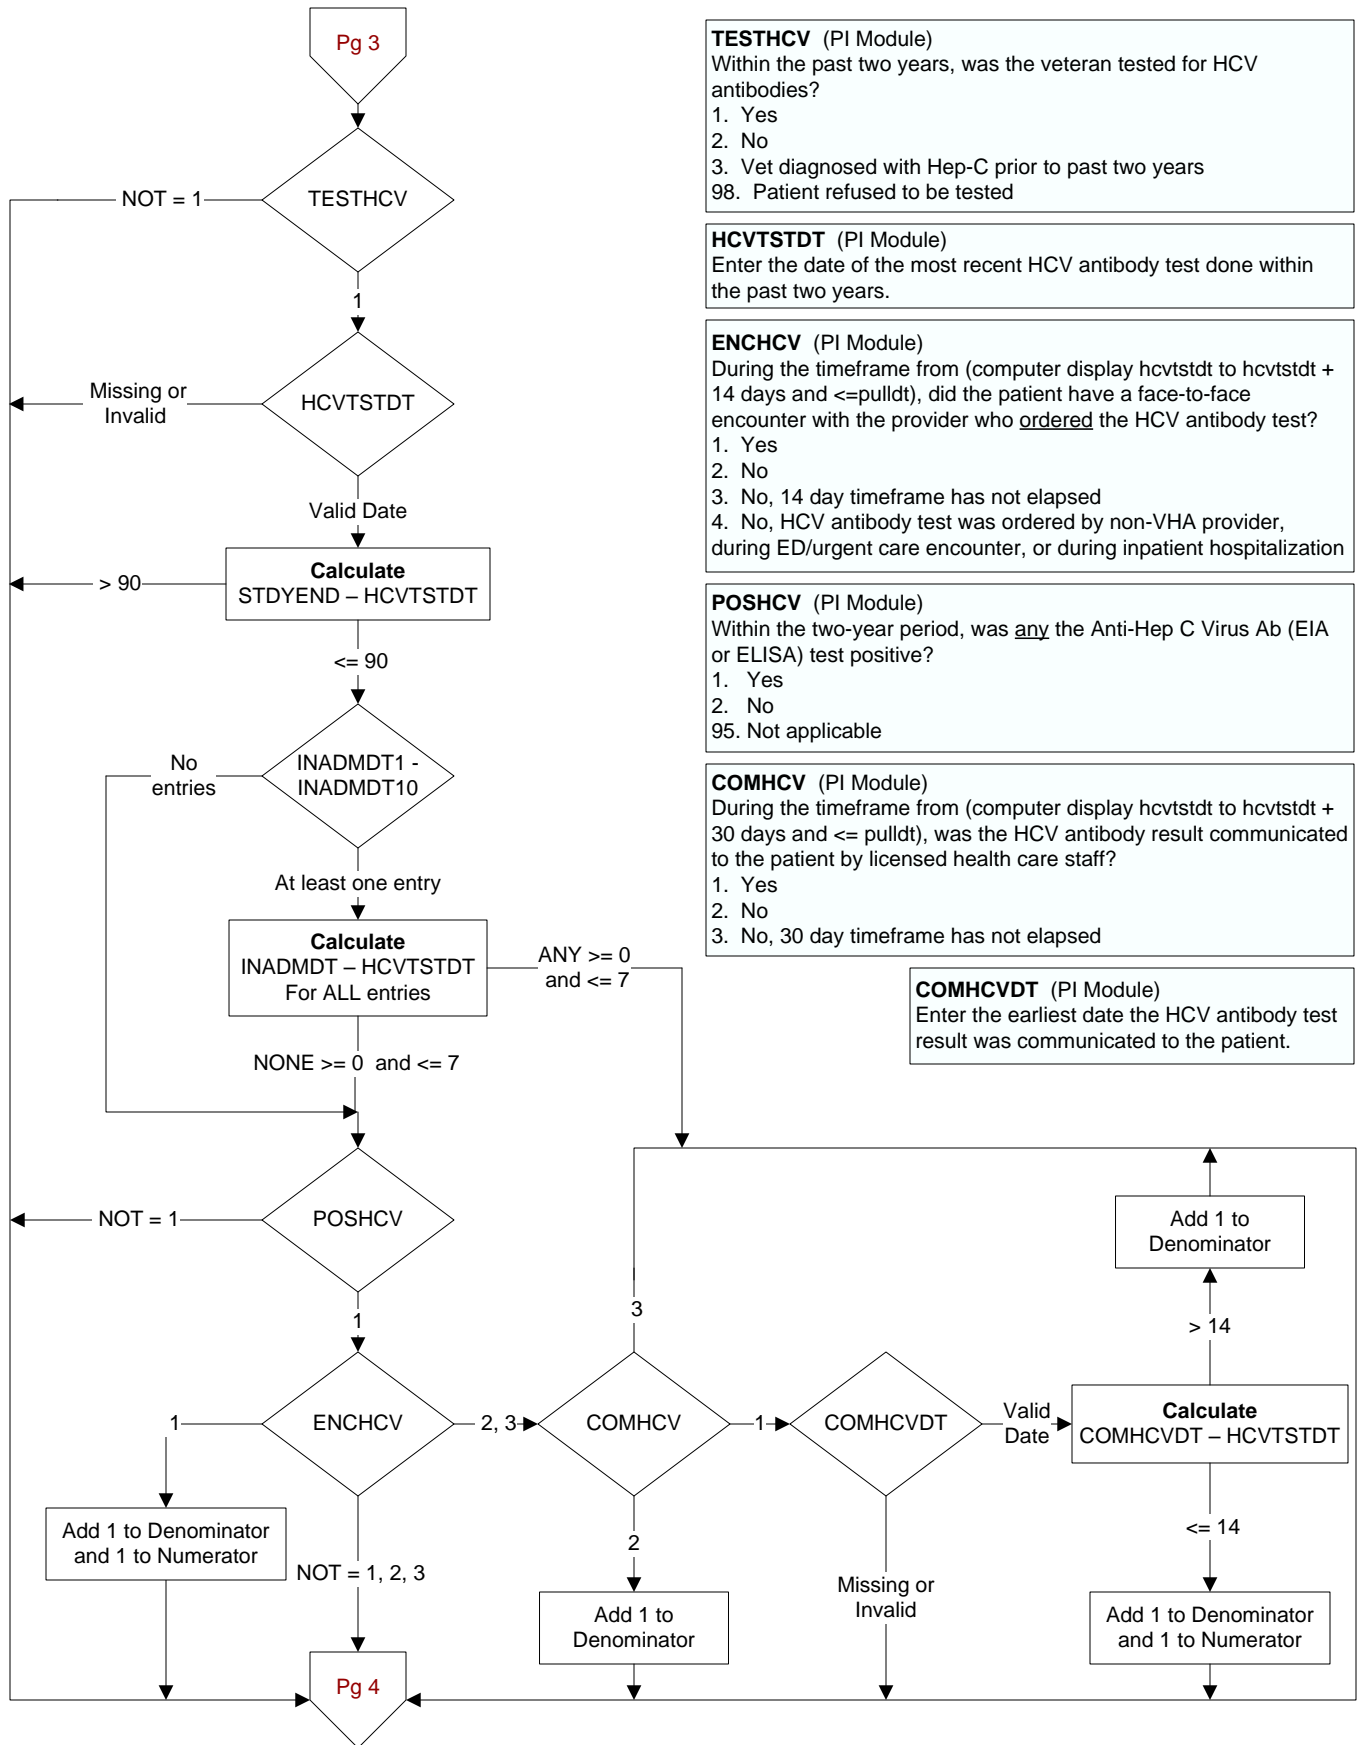 Pg 3
TESTHCV (PI Module)
Within the past two years, was the veteran tested for HCV
antibodies?
1. Yes
2. No
3. Vet diagnosed with Hep-C prior to past two years
98. Patient refused to be tested
NOT = 1
TESTHCV
1
HCVTSTDT (PI Module)
Enter the date of the most recent HCV antibody test done within
the past two years.
Missing or
Invalid
HCVTSTDT
Valid Date
ENCHCV (PI Module)
During the timeframe from (computer display hcvtstdt to hcvtstdt +
14 days and <=pulldt), did the patient have a face-to-face
encounter with the provider who ordered the HCV antibody test?
1. Yes
2. No
3. No, 14 day timeframe has not elapsed
4. No, HCV antibody test was ordered by non-VHA provider,
during ED/urgent care encounter, or during inpatient hospitalization
> 90
Calculate
STDYEND – HCVTSTDT
<= 90
POSHCV (PI Module)
Within the two-year period, was any the Anti-Hep C Virus Ab (EIA
or ELISA) test positive?
1. Yes
2. No
95. Not applicable
No
entries
INADMDT1 -
INADMDT10
At least one entry
COMHCV (PI Module)
During the timeframe from (computer display hcvtstdt to hcvtstdt +
30 days and <= pulldt), was the HCV antibody result communicated
to the patient by licensed health care staff?
1. Yes
2. No
3. No, 30 day timeframe has not elapsed
Calculate
INADMDT – HCVTSTDT
For ALL entries
ANY >= 0
and <= 7
NONE >= 0 and <= 7
COMHCVDT (PI Module)
Enter the earliest date the HCV antibody test
result was communicated to the patient.
NOT = 1
POSHCV
1
Add 1 to
Denominator
3
> 14
1
ENCHCV
2, 3
COMHCV
1
COMHCVDT
Valid
Date
Calculate
COMHCVDT – HCVTSTDT
Add 1 to Denominator
and 1 to Numerator
NOT = 1, 2, 3
2
Add 1 to
Denominator
Missing or
Invalid
<= 14
Add 1 to Denominator
and 1 to Numerator
Pg 4